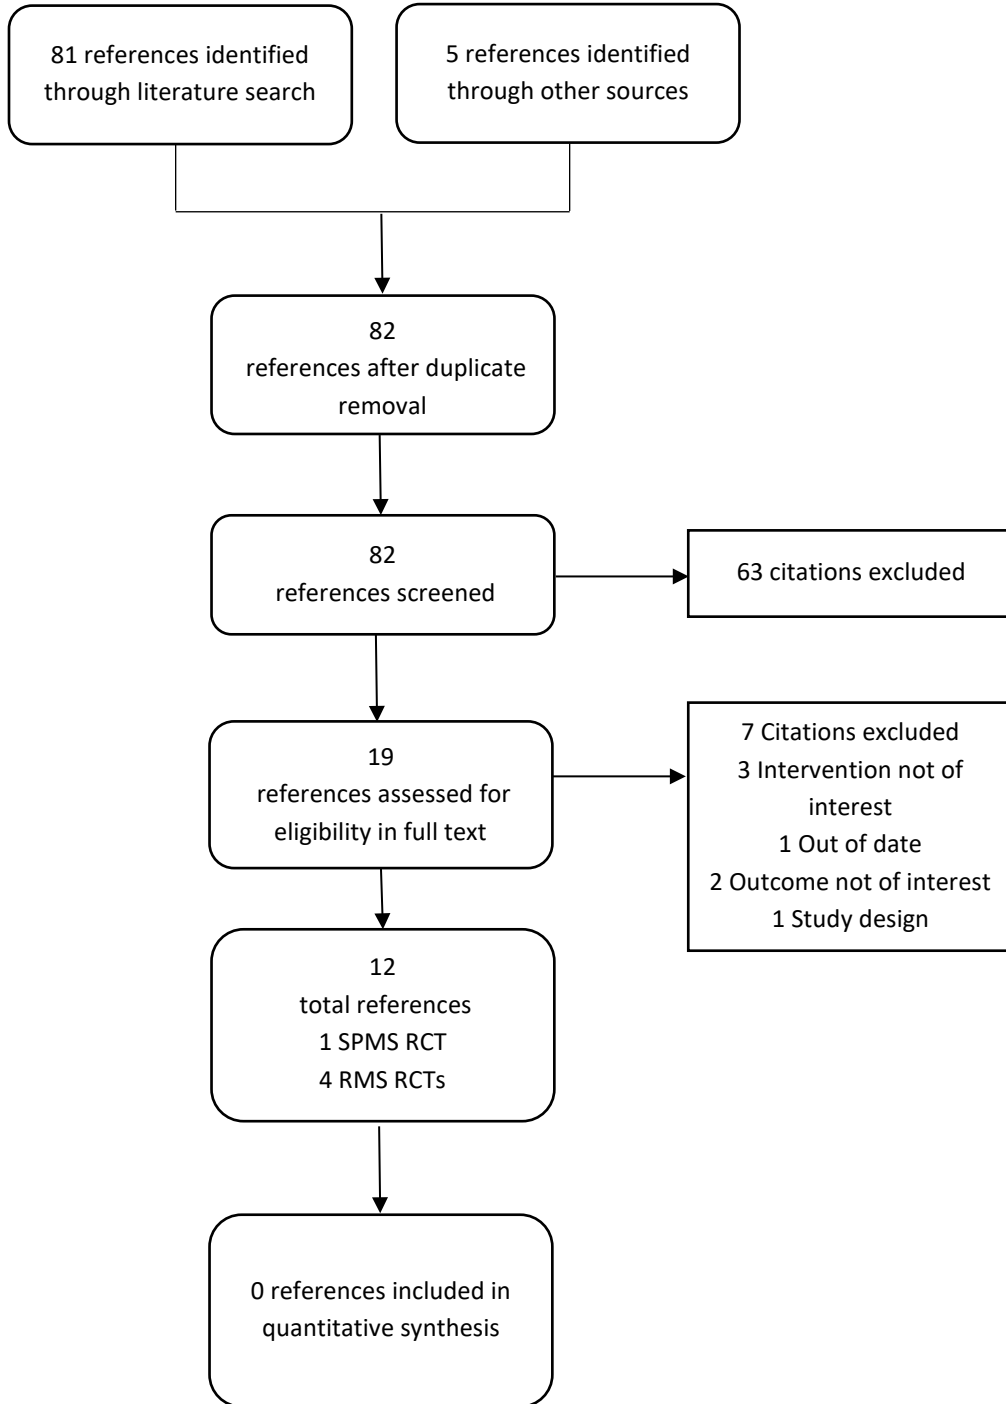 81 references identified
through literature search
5 references identified
through other sources
82
references after duplicate
removal
82
references screened
63 citations excluded
19
references assessed for
eligibility in full text
7 Citations excluded
3 Intervention not of
interest
1 Out of date
2 Outcome not of interest
1 Study design
12
total references
1 SPMS RCT
4 RMS RCTs
0 references included in
quantitative synthesis